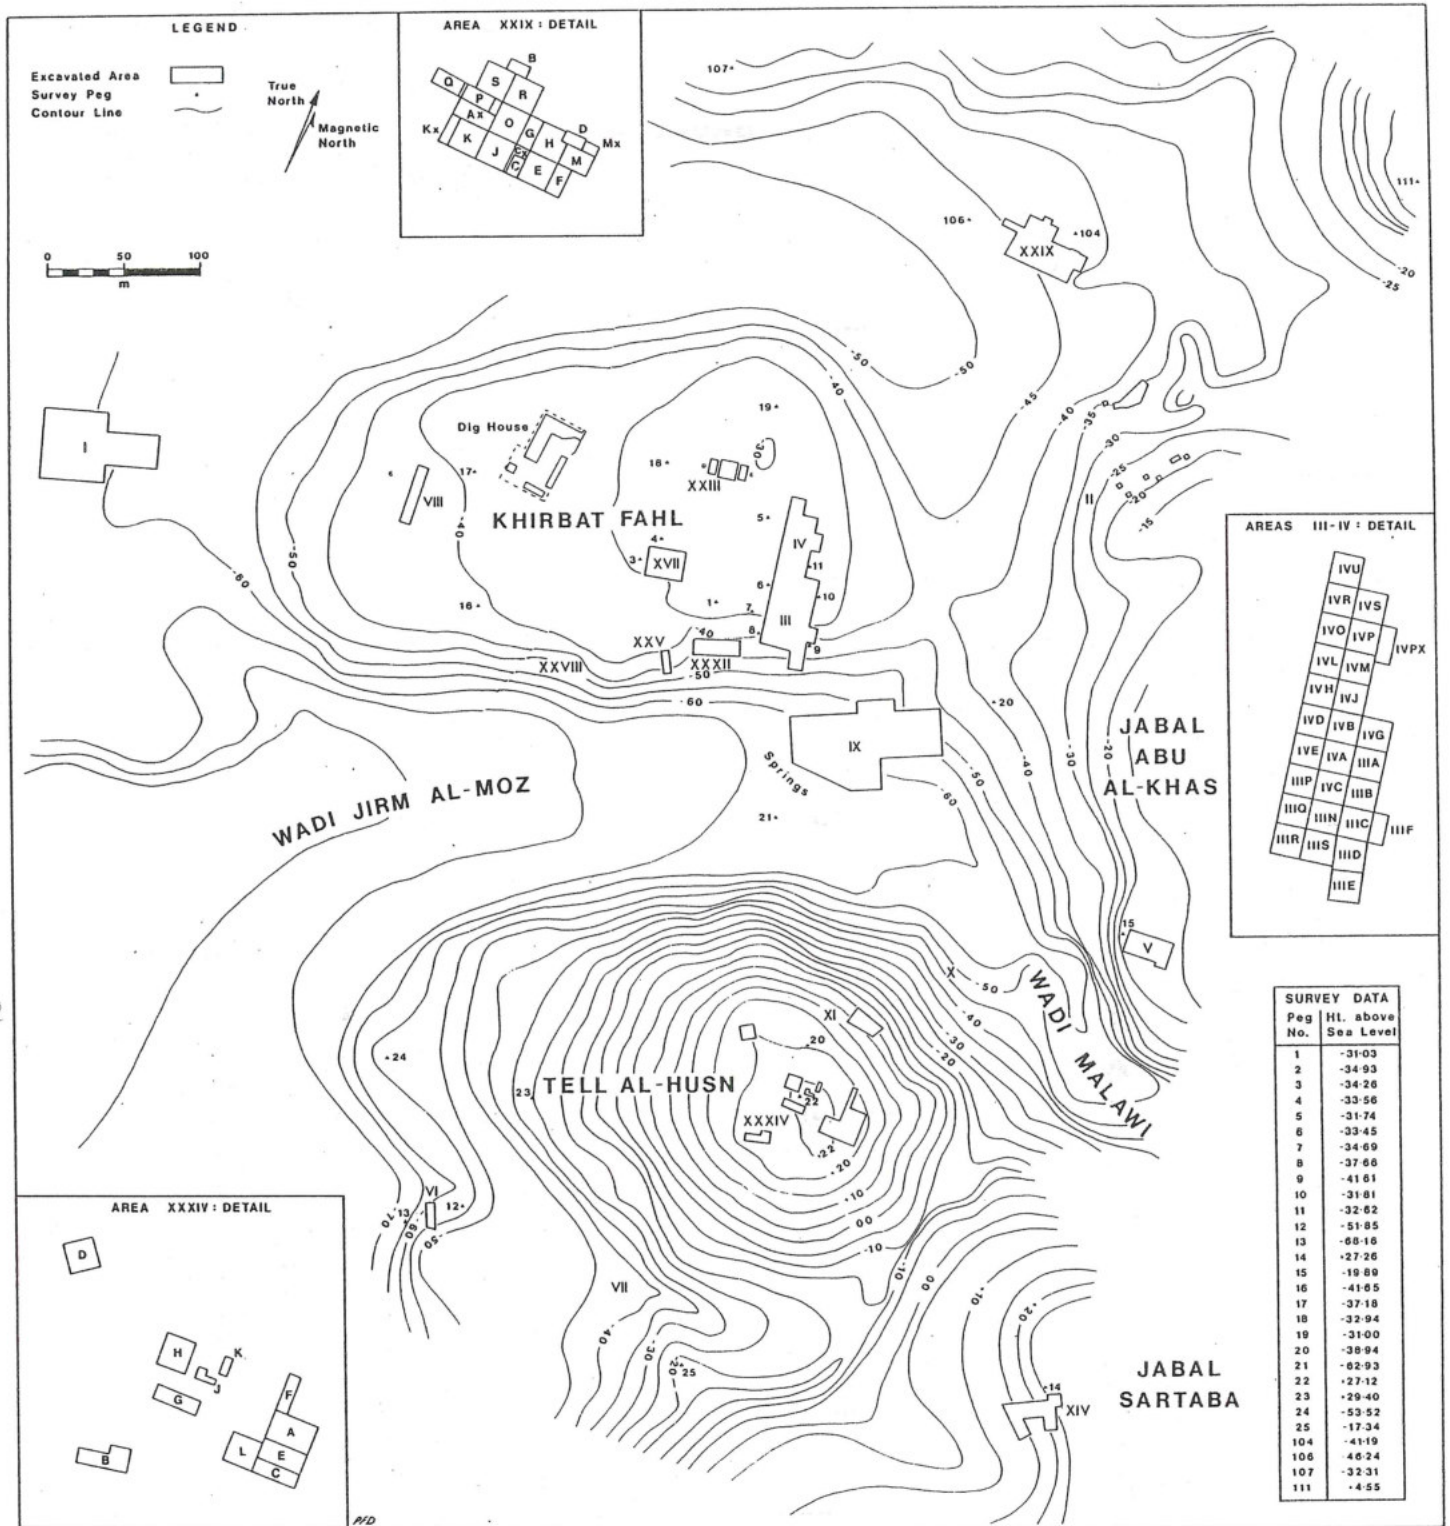 LEGEND
Excavated Area
Survey Peg
Contour Line
True
North
Magnetic
North
0 50 100
m
AREA XXIX : DETAIL
B
Q
S
R
P
Ax
O
G
D
Mx
Kx
K
J
H
M
Cx
C
E
F
107
111
106
104
XXIX
-20
-25
-50
-50
-45
-40
-40
-35
-30
-25
-20
-15
II
I
Dig House
19
-30
18
17
XXIII
VIII
KHIRBAT FAHL
5
IV
4
3
XVII
11
6
10
1
7
16
III
8
9
-40
-50
-60
-40
XXV
XXVIII
XXXII
-50
-60
IX
Springs
21
20
-20
-30
-40
-50
-60
JABAL
ABU
AL-KHAS
WADI JIRM AL-MOZ
AREAS III-IV : DETAIL
IVU
IVR
IVS
IVO
IVP
IVPX
IVL
IVM
IVH
IVJ
IVD
IVB
IVG
IVE
IVA
IIIA
IIIP
IVC
IIIB
IIIQ
IIIN
IIIC
IIIF
IIIR
IIIS
IIID
IIIE
15
V
X
-50
-40
-30
-20
WADI MALAWI
XI
+20
24
23
TELL AL-HUSN
22
XXXIV
+22
+20
+10
00
-10
-10
00
+10
+20
VI
13
12
-70
-60
-50
VII
-40
-30
-20
25
14
XIV
JABAL
SARTABA
SURVEY DATA
Peg Ht. above
No. Sea Level
1 -31·03
2 -34·93
3 -34·26
4 -33·56
5 -31·74
6 -33·45
7 -34·69
8 -37·66
9 -41·61
10 -31·81
11 -32·62
12 -51·85
13 -68·16
14 +27·26
15 -19·89
16 -41·65
17 -37·18
18 -32·94
19 -31·00
20 -38·94
21 -62·93
22 +27·12
23 +29·40
24 -53·52
25 -17·34
104 -41·19
106 -46·24
107 -32·31
111 +4·55
AREA XXXIV : DETAIL
D
H
K
J
G
F
A
L
E
B
C
PFD